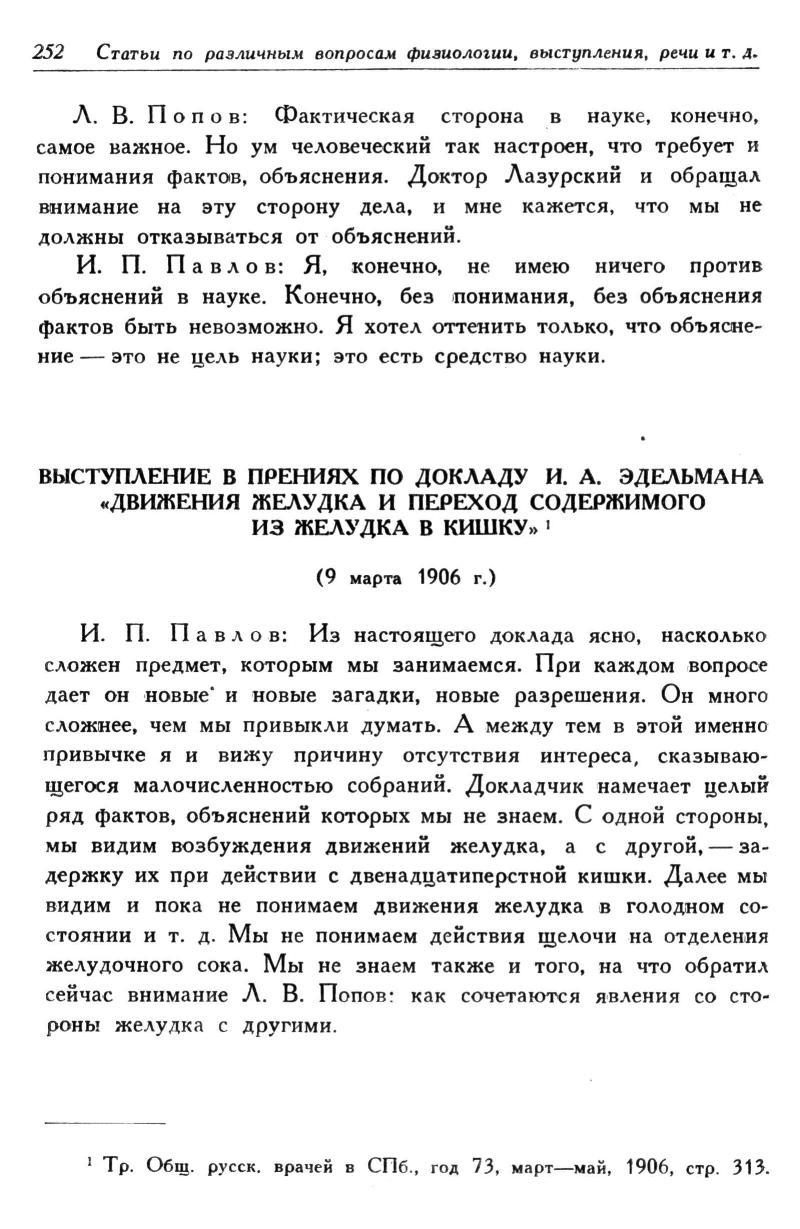 252 Статьи по различным вопросам физиологии, выступления, речи и т. д.
Л. В. Попов: Фактическая сторона в науке, конечно,
самое важное. Но ум человеческий так настроен, что требует и
понимания фактов, объяснения. Доктор Лазурский и обращал
внимание на эту сторону дела, и мне кажется, что мы не
должны отказываться от объяснений.
И. П. Павлов: Я, конечно, не имею ничего против
объяснений в науке. Конечно, без понимания, без объяснения
фактов быть невозможно. Я хотел оттенить только, что объясне-
ние — это не цель науки; это есть средство науки.
ВЫСТУПЛЕНИЕ В ПРЕНИЯХ ПО ДОКЛАДУ И. А. ЭДЕЛЬМАНА
«ДВИЖЕНИЯ ЖЕЛУДКА И ПЕРЕХОД СОДЕРЖИМОГО
ИЗ ЖЕЛУДКА В КИШКУ» ¹
(9 марта 1906 г.)
И. П. Павлов: Из настоящего доклада ясно, насколько
сложен предмет, которым мы занимаемся. При каждом вопросе
дает он новые и новые загадки, новые разрешения. Он много
сложнее, чем мы привыкли думать. А между тем в этой именно
привычке я и вижу причину отсутствия интереса, сказываю-
щегося малочисленностью собраний. Докладчик намечает целый
ряд фактов, объяснений которых мы не знаем. С одной стороны,
мы видим возбуждения движений желудка, а с другой, — за-
держку их при действии с двенадцатиперстной кишки. Далее мы
видим и пока не понимаем движения желудка в голодном со-
стоянии и т. д. Мы не понимаем действия щелочи на отделения
желудочного сока. Мы не знаем также и того, на что обратил
сейчас внимание Л. В. Попов: как сочетаются явления со сто-
роны желудка с другими.
¹ Тр. Общ. русск. врачей в СПб., год 73, март—май, 1906, стр. 313.